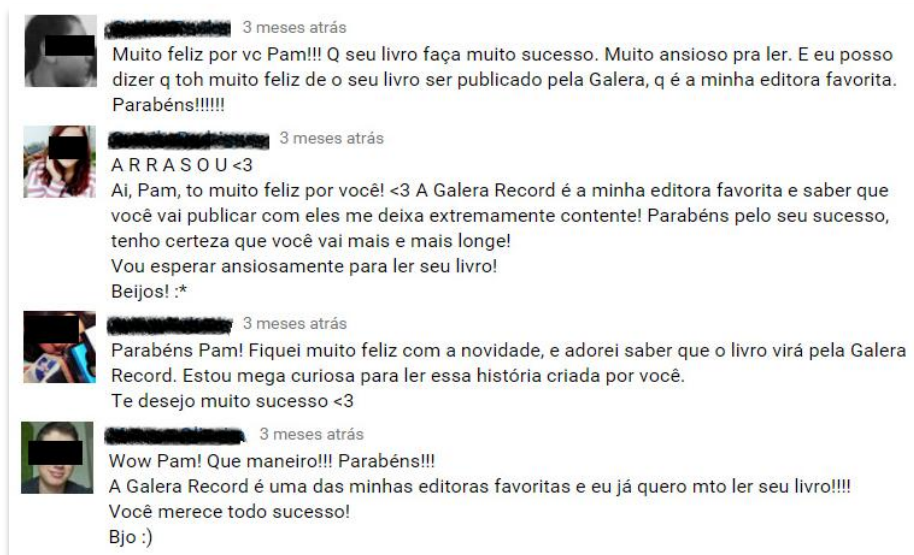 3 meses atrás
Muito feliz por vc Pam!!! Q seu livro faça muito sucesso. Muito ansioso pra ler. E eu posso
dizer q toh muito feliz de o seu livro ser publicado pela Galera, q é a minha editora favorita.
Parabéns!!!!!!
3 meses atrás
A R R A S O U <3
Ai, Pam, to muito feliz por você! <3 A Galera Record é a minha editora favorita e saber que
você vai publicar com eles me deixa extremamente contente! Parabéns pelo seu sucesso,
tenho certeza que você vai mais e mais longe!
Vou esperar ansiosamente para ler seu livro!
Beijos! :*
3 meses atrás
Parabéns Pam! Fiquei muito feliz com a novidade, e adorei saber que o livro virá pela Galera
Record. Estou mega curiosa para ler essa história criada por você.
Te desejo muito sucesso <3
3 meses atrás
Wow Pam! Que maneiro!!! Parabéns!!!
A Galera Record é uma das minhas editoras favoritas e eu já quero mto ler seu livro!!!!
Você merece todo sucesso!
Bjo :)